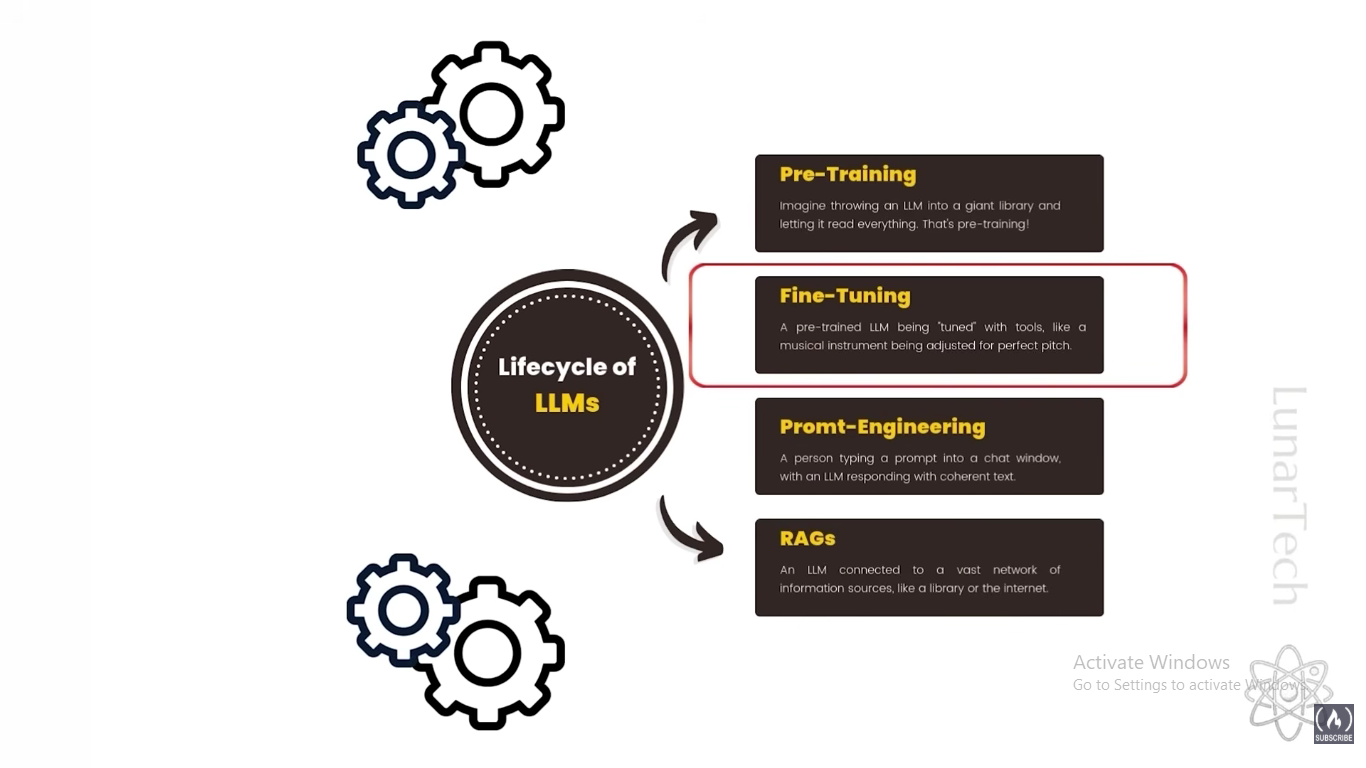 Pre-Training
Imagine throwing an LLM into a giant library and
letting it read everything. That's pre-training!
Fine-Tuning
A pre-trained LLM being "tuned" with tools, like a
musical instrument being adjusted for perfect pitch.
Lifecycle of
LLMs
Promt-Engineering
A person typing a prompt into a chat window,
with an LLM responding with coherent text.
RAGs
An LLM connected to a vast network of
information sources, like a library or the internet.
LunarTech
Activate Windows
Go to Settings to activate Windows.
SUBSCRIBE